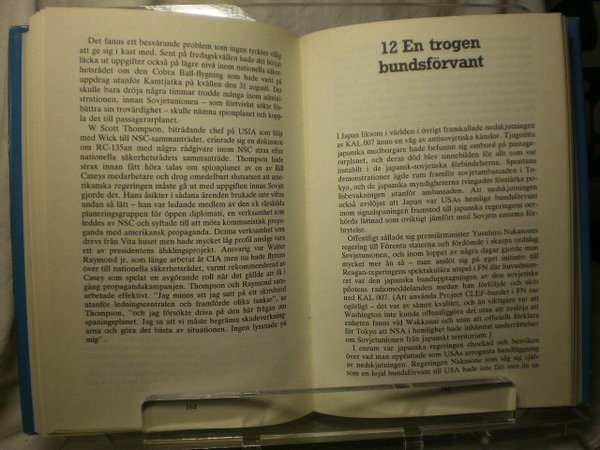 Det fanns ett besvärande problem som ingen tycktes villig
att ge sig i kast med. Sent på fredagskvällen hade det börjat
läcka ut uppgifter också på lägre nivå inom nationella säker-
hetsrådet om den Cobra Ball-flygning som hade varit på
uppdrag utanför Kamtjatka på kvällen den 31 augusti. Det
skulle bara dröja några timmar trodde många inom admini-
strationen, innan Sovjetunionen – som förtvivlat sökte för-
bättra sin trovärdighet – skulle nämna spionplanet och kopp-
la det till passagerarplanet.
W Scott Thompson, biträdande chef på USIA som följt
med Wick till NSC-sammanträdet, erinrade sig en diskussion
om RC-135an med några rådgivare inom NSC strax efter
nationella säkerhetsrådets sammanträde. Thompson hade
strax innan fått höra talas om spionplanet av en av Bill
Caseys medarbetare och drog omedelbart slutsatsen att am-
erikanska regeringen måste gå ut med uppgiften innan Sovjet
gjorde det. Hans åsikter i sådana ärenden brukade inte viftas
undan så lätt – han var ledande medlem av den s k särskilda
planeringsgruppen för öppen diplomati, en verksamhet som
leddes av NSC och syftade till att möta kommunistisk propa-
ganda med amerikansk propaganda. Denna verksamhet som
drevs från Vita huset men hade mycket låg profil ansågs vara
ett av presidentens älsklingsprojekt. Ansvarig var Walter
Raymond jr, som länge arbetat åt CIA men nu hade flyttats
över till nationella säkerhetsrådet, varmt rekommenderad av
Casey som spelat en avgörande roll när det gällde att få i
gång propagandakampanjen. Thompson och Raymond sam-
arbetade effektivt. "Jag minns att jag satt på ett skrivbord
utanför ledningscentralen och framförde olika tankar", sa
Thompson, "och jag försökte driva på den här frågan om
spaningsplanet. Jag sa att vi måste begränsa skadeverkning-
arna och göra det bästa av situationen. Ingen lyssnade på
mig".
164
12 En trogen
bundsförvant
I Japan liksom i världen i övrigt framkallade nedskjutningen
av KAL 007 ännu en våg av antisovjetiska känslor. Tjugoåtta
japanska medborgare hade befunnit sig ombord på passage-
rarplanet, och deras död blev sinnebilden för allt som var
instabilt i de japansk-sovjetiska förbindelserna. Spontana
demonstrationer ägde rum framför sovjetambassaden i To-
kyo, och de japanska myndigheterna tvingades förstärka po-
lisvakten utanför ambassaden. Att nedskjutningen
också avslöjat att Japan var USAs hemliga bundsförvant
inom signalspaningen framstod i japanska regeringens oer-
hörda lättnad som oviktig jämfört med Sovjets enorma för-
brytelse.
Offentligt sällade sig premiärminister Yasuhiro Nakasones
regering till Förenta staterna och fördömde i skarpa ordalag
Sovjetunionen, och inom loppet av några dagar gjorde man
mycket mer än så – man anslöt sig på eget initiativ till
Reagan-regeringens spektakulära utspel i FN där huvudnum-
ret var den japanska bandupptagningen av den sovjetiske
pilotens radiomeddelanden medan han förföljde och sköt
ned KAL 007. (Att använda Project CLEF-bandet i FN var
ogörligt – det var av sämre kvalitet, och än viktigare var att
Washington inte kunde offentliggöra det utan att avslöja att
enheten fanns vid Wakkanai och utan att officiellt förklara
för Tokyo att NSA i hemlighet hade inhämtat underrättelser
om Sovjetunionen från japanskt territorium.)
I enrum var japanska regeringen chockad och besviken
över vad man uppfattade som USAs arroganta handläggning
av nedskjutningen. Regeringen Nakasone som såg sig själv
som en lojal bundsförvant till USA hade inte fått mer än en